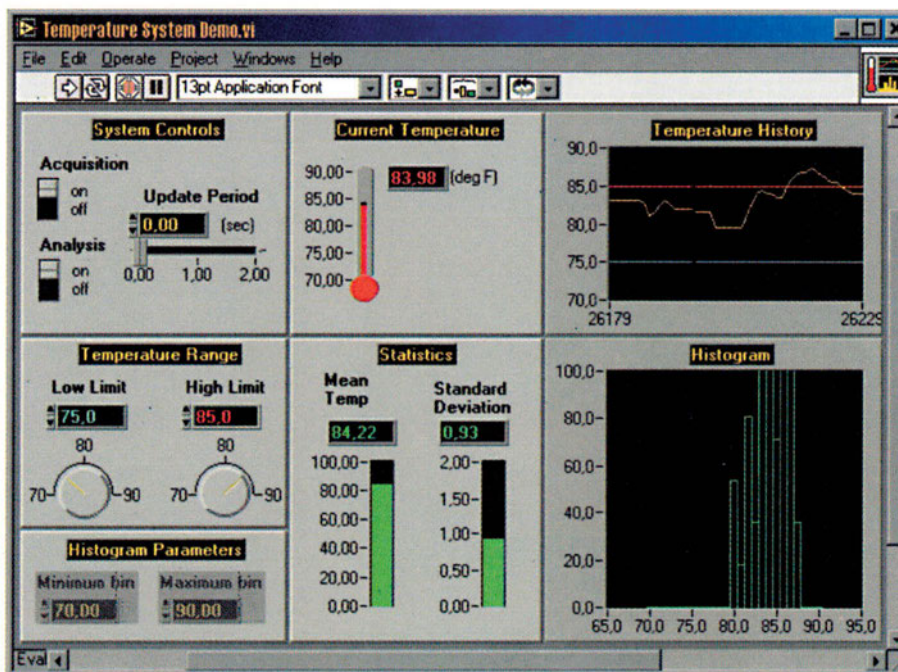 Temperature System Demo.vi
File Edit Operate Project Windows Help
13pt Application Font
System Controls
Acquisition
on
off
Update Period
0,00 (sec)
Analysis
on
off
0,00 1,00 2,00
Current Temperature
90,00
85,00
80,00
75,00
70,00
83,98 (deg F)
Temperature History
90,0
85,0
80,0
75,0
70,0
26179 26229
Temperature Range
Low Limit High Limit
75,0 85,0
80 80
70 90 70 90
Histogram Parameters
Minimum bin Maximum bin
70,00 90,00
Statistics
Mean Temp
Standard Deviation
84,22 0,93
100,00
80,00
60,00
40,00
20,00
0,00
2,00
1,50
1,00
0,50
0,00
Histogram
100,0
80,0
60,0
40,0
20,0
0,0
65,0 70,0 75,0 80,0 85,0 90,0 95,0
Eval